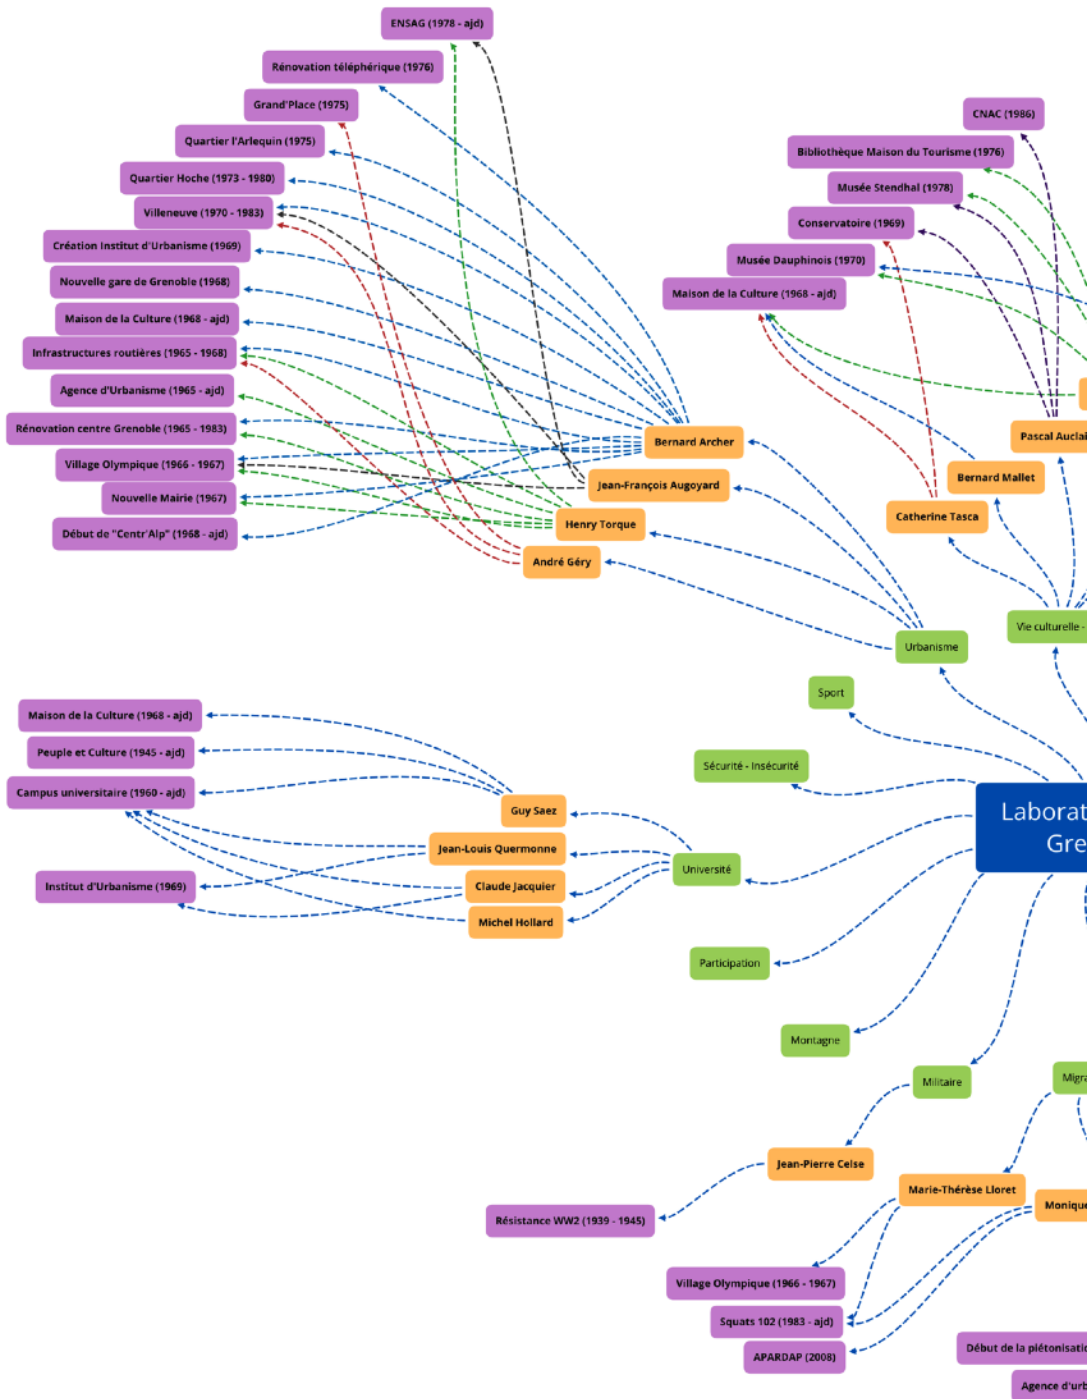 ENSAG (1978 - ajd)
Rénovation téléphérique (1976)
Grand'Place (1975)
Quartier l'Arlequin (1975)
Quartier Hoche (1973 - 1980)
Villeneuve (1970 - 1983)
Création Institut d'Urbanisme (1969)
Nouvelle gare de Grenoble (1968)
Maison de la Culture (1968 - ajd)
Infrastructures routières (1965 - 1968)
Agence d'Urbanisme (1965 - ajd)
Rénovation centre Grenoble (1965 - 1983)
Village Olympique (1966 - 1967)
Nouvelle Mairie (1967)
Début de "Centr'Alp" (1968 - ajd)
Bernard Archer
Jean-François Augoyard
Henry Torque
André Géry
CNAC (1986)
Bibliothèque Maison du Tourisme (1976)
Musée Stendhal (1978)
Conservatoire (1969)
Musée Dauphinois (1970)
Maison de la Culture (1968 - ajd)
Pascal Auclai
Bernard Mallet
Catherine Tasca
Vie culturelle -
Urbanisme
Sport
Sécurité - Insécurité
Laborat
Gre
Maison de la Culture (1968 - ajd)
Peuple et Culture (1945 - ajd)
Campus universitaire (1960 - ajd)
Institut d'Urbanisme (1969)
Guy Saez
Jean-Louis Quermonne
Claude Jacquier
Michel Hollard
Université
Participation
Montagne
Militaire
Migra
Jean-Pierre Celse
Marie-Thérèse Lloret
Monique
Résistance WW2 (1939 - 1945)
Village Olympique (1966 - 1967)
Squats 102 (1983 - ajd)
APARDAP (2008)
Début de la piétonisatio
Agence d'urb